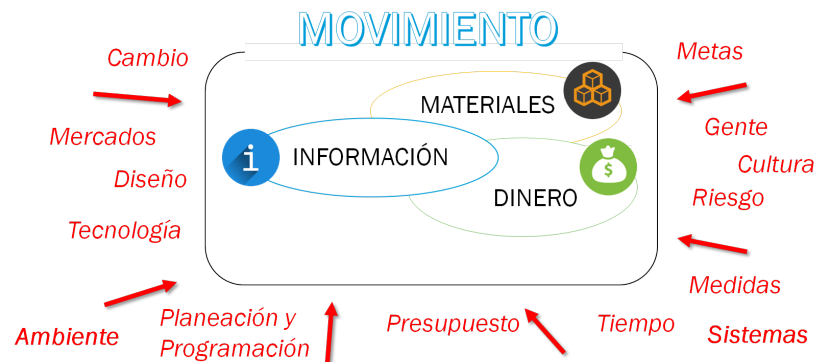 MOVIMIENTO
Cambio
Metas
MATERIALES
Mercados
Gente
INFORMACIÓN
Cultura
Diseño
DINERO
Riesgo
Tecnología
Medidas
Ambiente
Planeación y
Programación
Presupuesto
Tiempo
Sistemas